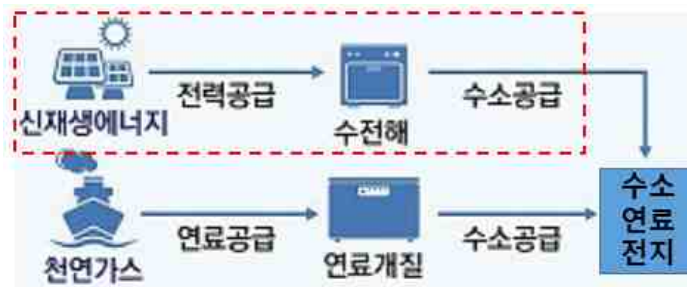 전력공급
수소공급
신재생에너지
수전해
연료공급
수소공급
천연가스
연료개질
수소
연료
전지